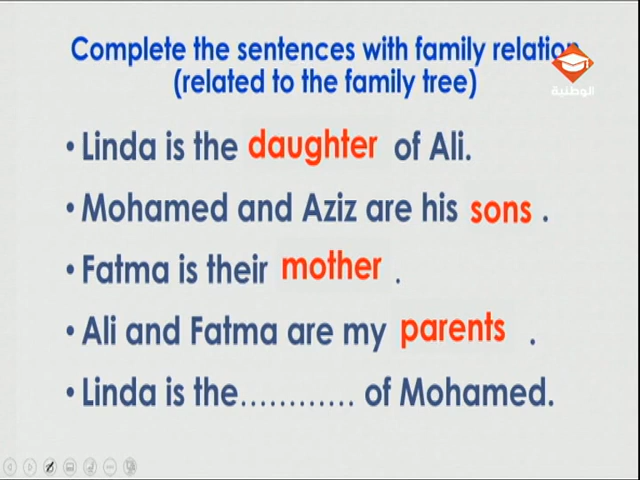 Complete the sentences with family relation
(related to the family tree)
الوطنية
• Linda is the daughter of Ali.
• Mohamed and Aziz are his sons .
• Fatma is their mother .
• Ali and Fatma are my parents .
• Linda is the………… of Mohamed.